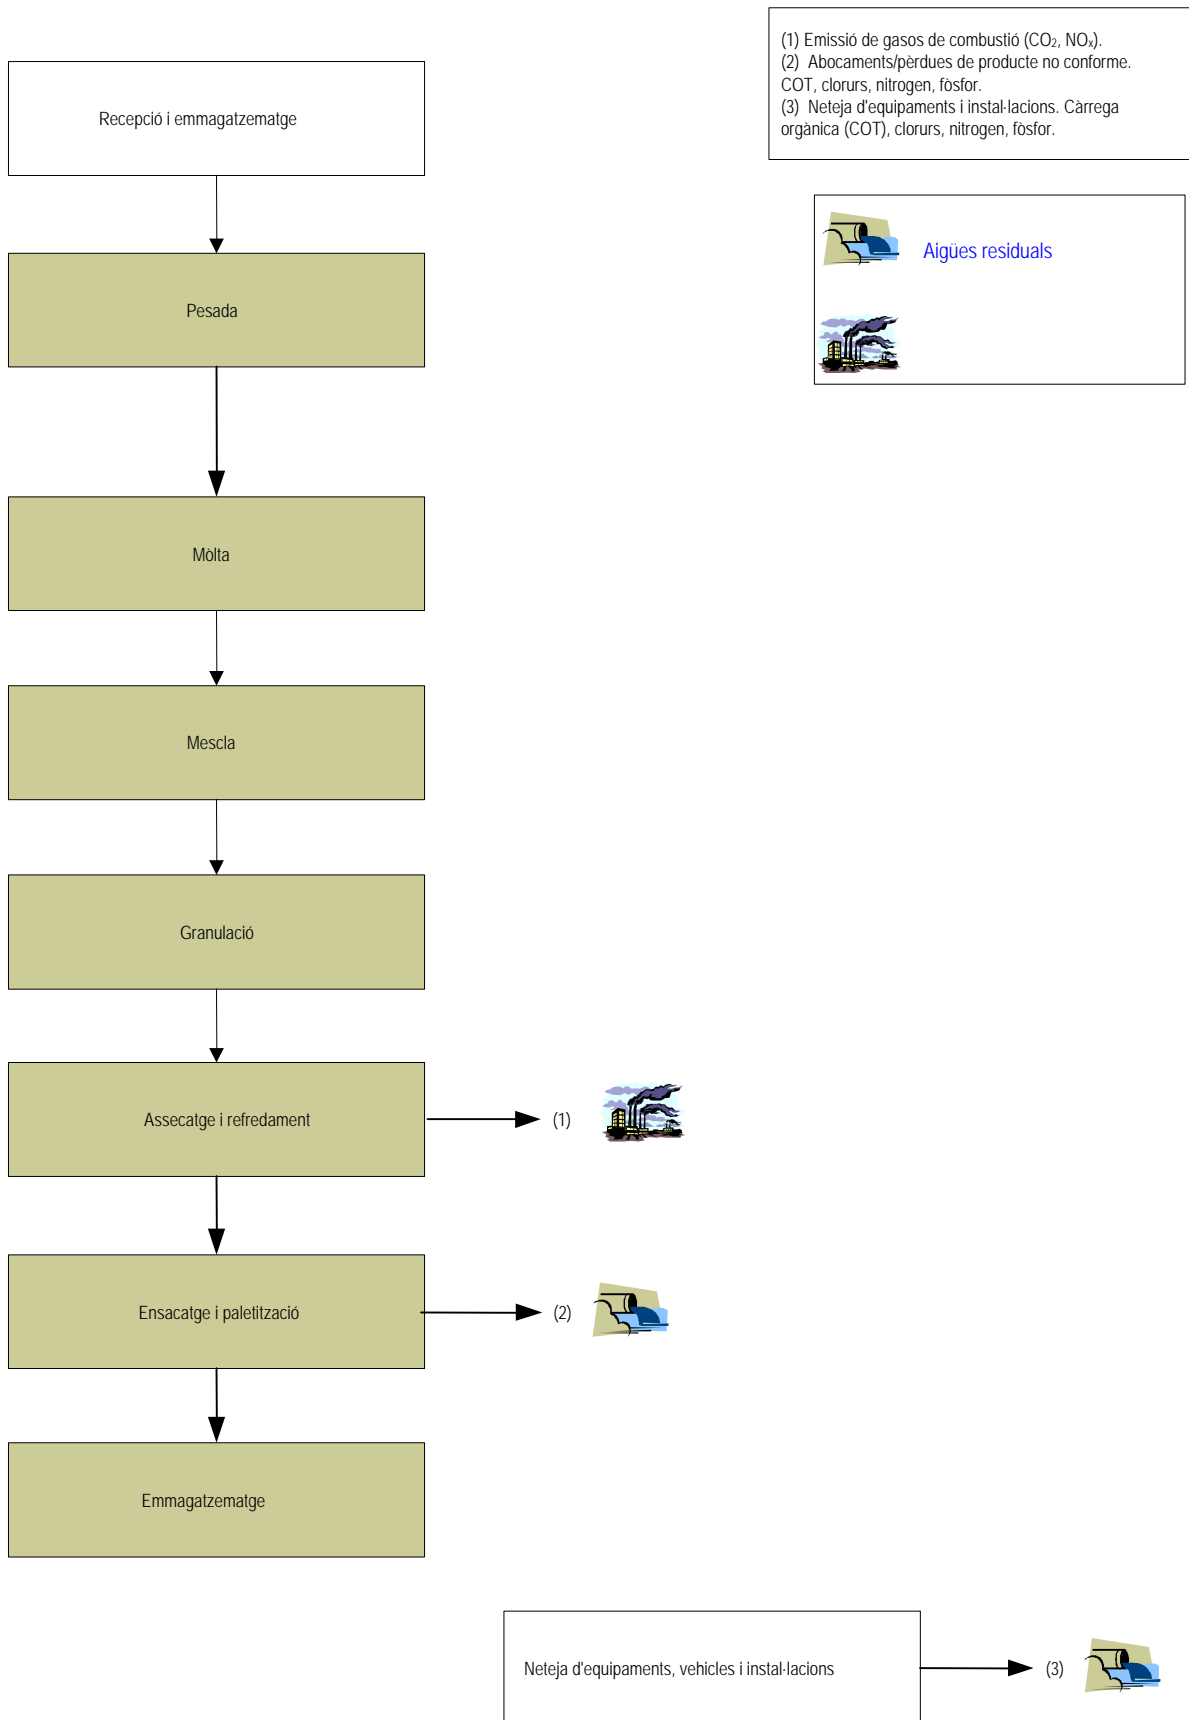 (1) Emissió de gasos de combustió (CO₂, NOₓ).
(2) Abocaments/pèrdues de producte no conforme.
COT, clorurs, nitrogen, fòsfor.
(3) Neteja d'equipaments i instal·lacions. Càrrega
orgànica (COT), clorurs, nitrogen, fòsfor.
Recepció i emmagatzematge
Aigües residuals
Pesada
Mòlta
Mescla
Granulació
Assecatge i refredament
(1)
Ensacatge i paletització
(2)
Emmagatzematge
Neteja d'equipaments, vehicles i instal·lacions
(3)